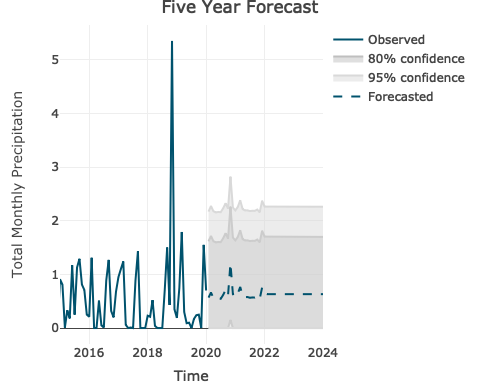 Five Year Forecast
Observed
80% confidence
95% confidence
Forecasted
Total Monthly Precipitation
5
4
3
2
1
0
2016 2018 2020 2022 2024
Time